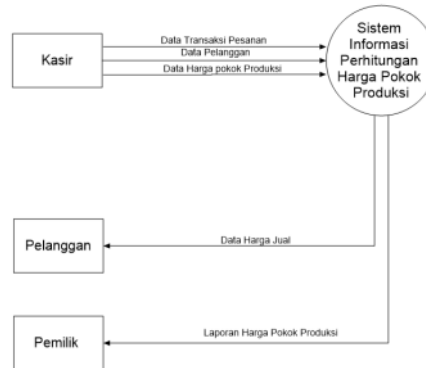 Kasir
Data Transaksi Pesanan
Data Pelanggan
Data Harga pokok Produksi
Sistem
Informasi
Perhitungan
Harga Pokok
Produksi
Pelanggan
Data Harga Jual
Pemilik
Laporan Harga Pokok Produksi